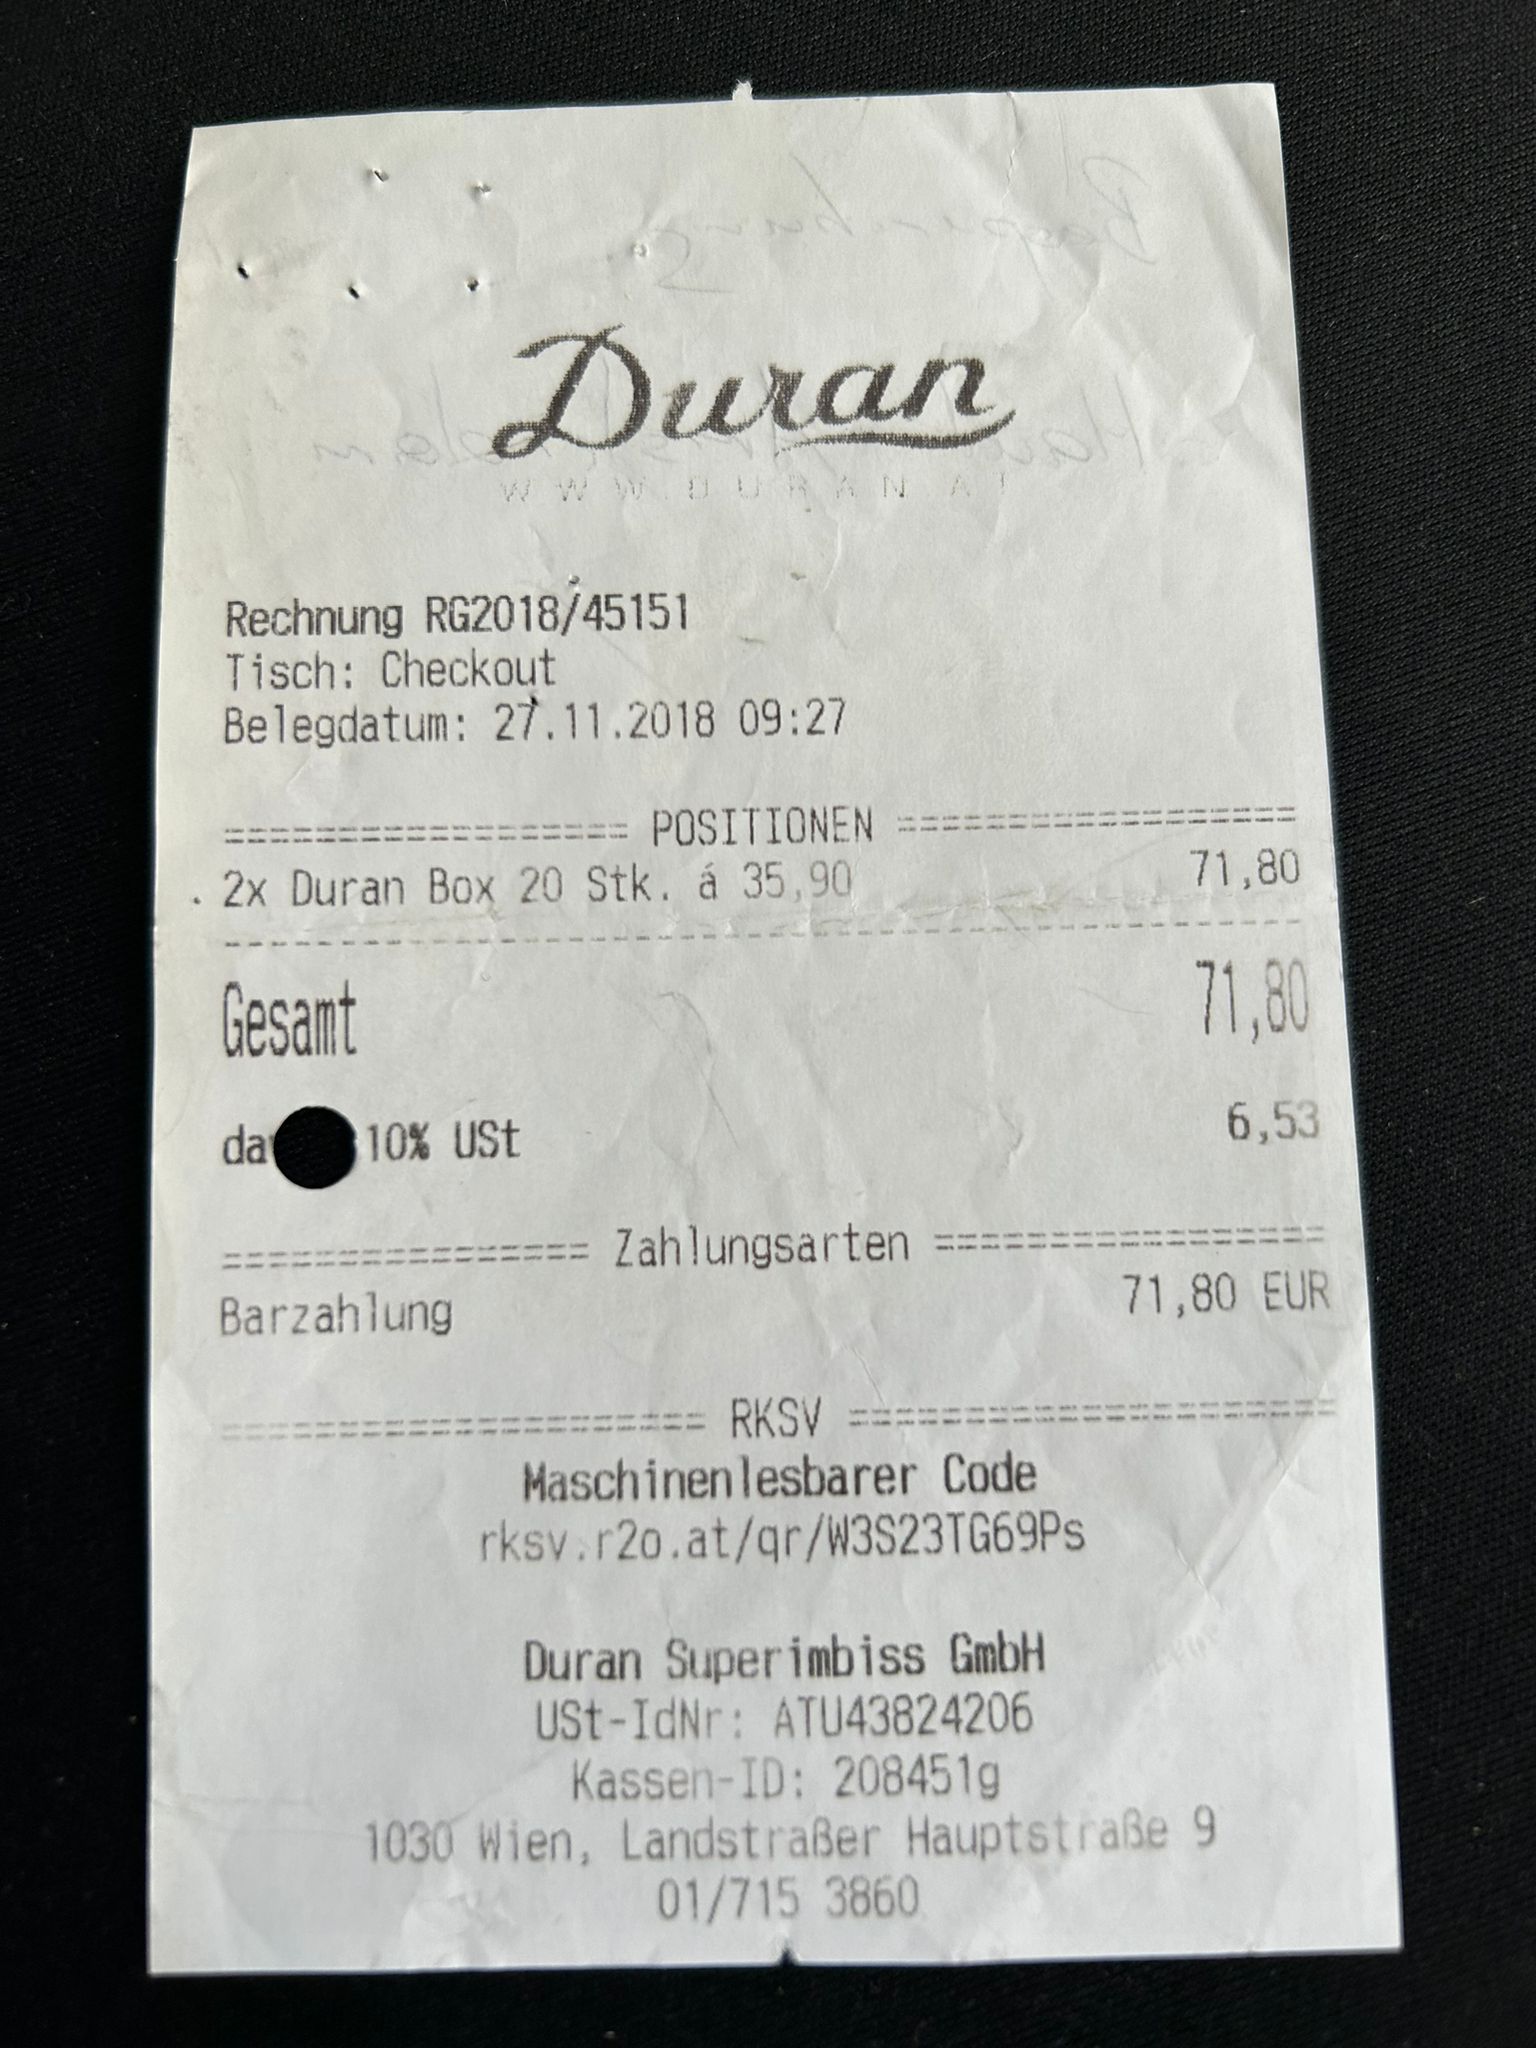 Duran
WWW.DURAN.AT
Rechnung RG2018/45151
Tisch: Checkout
Belegdatum: 27.11.2018 09:27
================== POSITIONEN ==================
2x Duran Box 20 Stk. á 35,90 71,80
Gesamt 71,80
10% USt 6,53
================ Zahlungsarten =================
Barzahlung 71,80 EUR
===================== RKSV =====================
Maschinenlesbarer Code
rksv.r2o.at/qr/W3S23TG69Ps
Duran Superimbiss GmbH
USt-IdNr: ATU43824206
Kassen-ID: 208451g
1030 Wien, Landstraßer Hauptstraße 9
01/715 3860